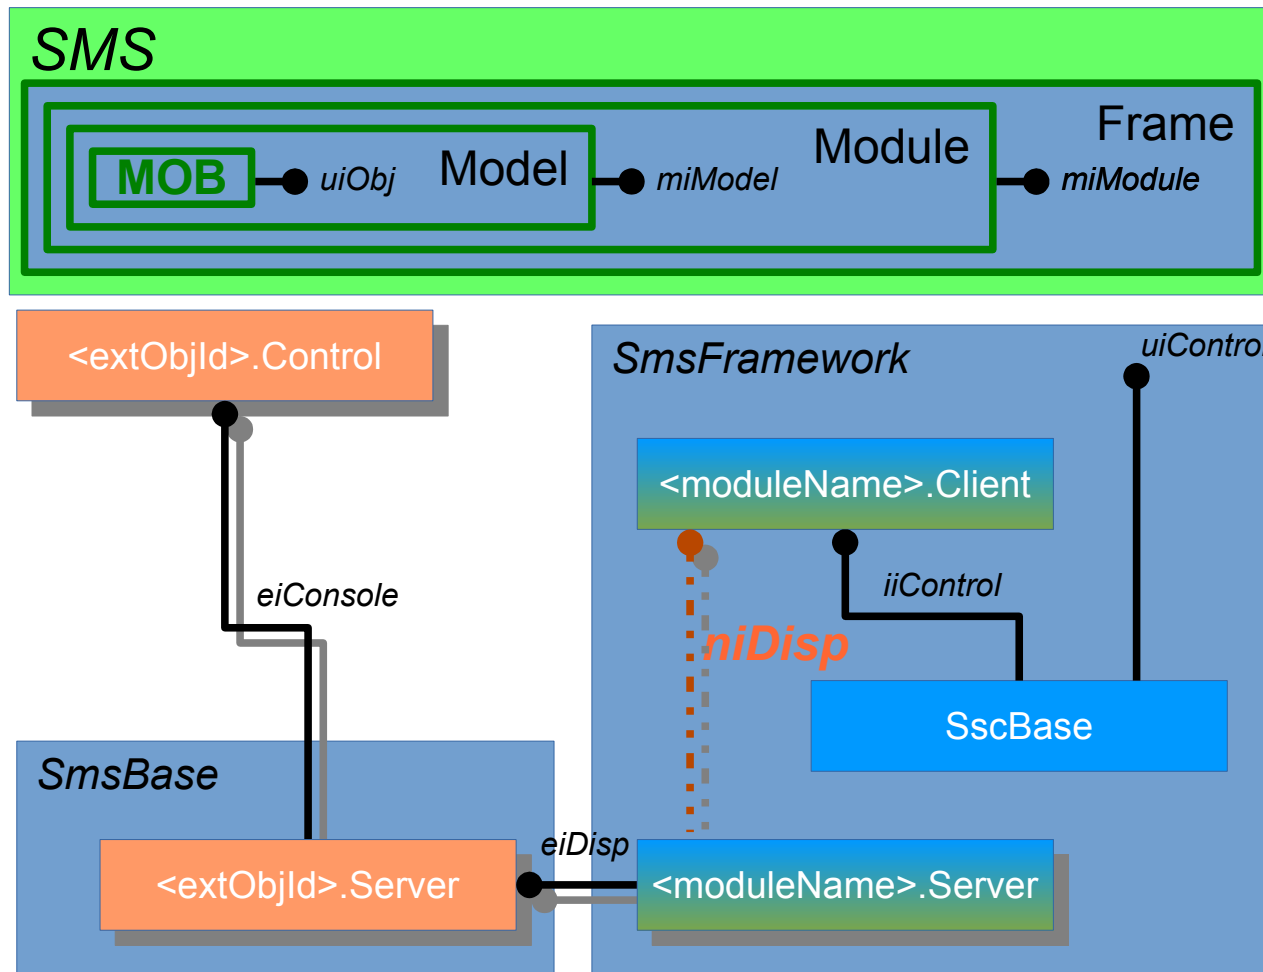 SMS
Frame
Module
Model
MOB
uiObj
miModel
miModule
<extObjId>.Control
SmsFramework
uiControl
<moduleName>.Client
eiConsole
iiControl
niDisp
SscBase
SmsBase
eiDisp
<extObjId>.Server
<moduleName>.Server